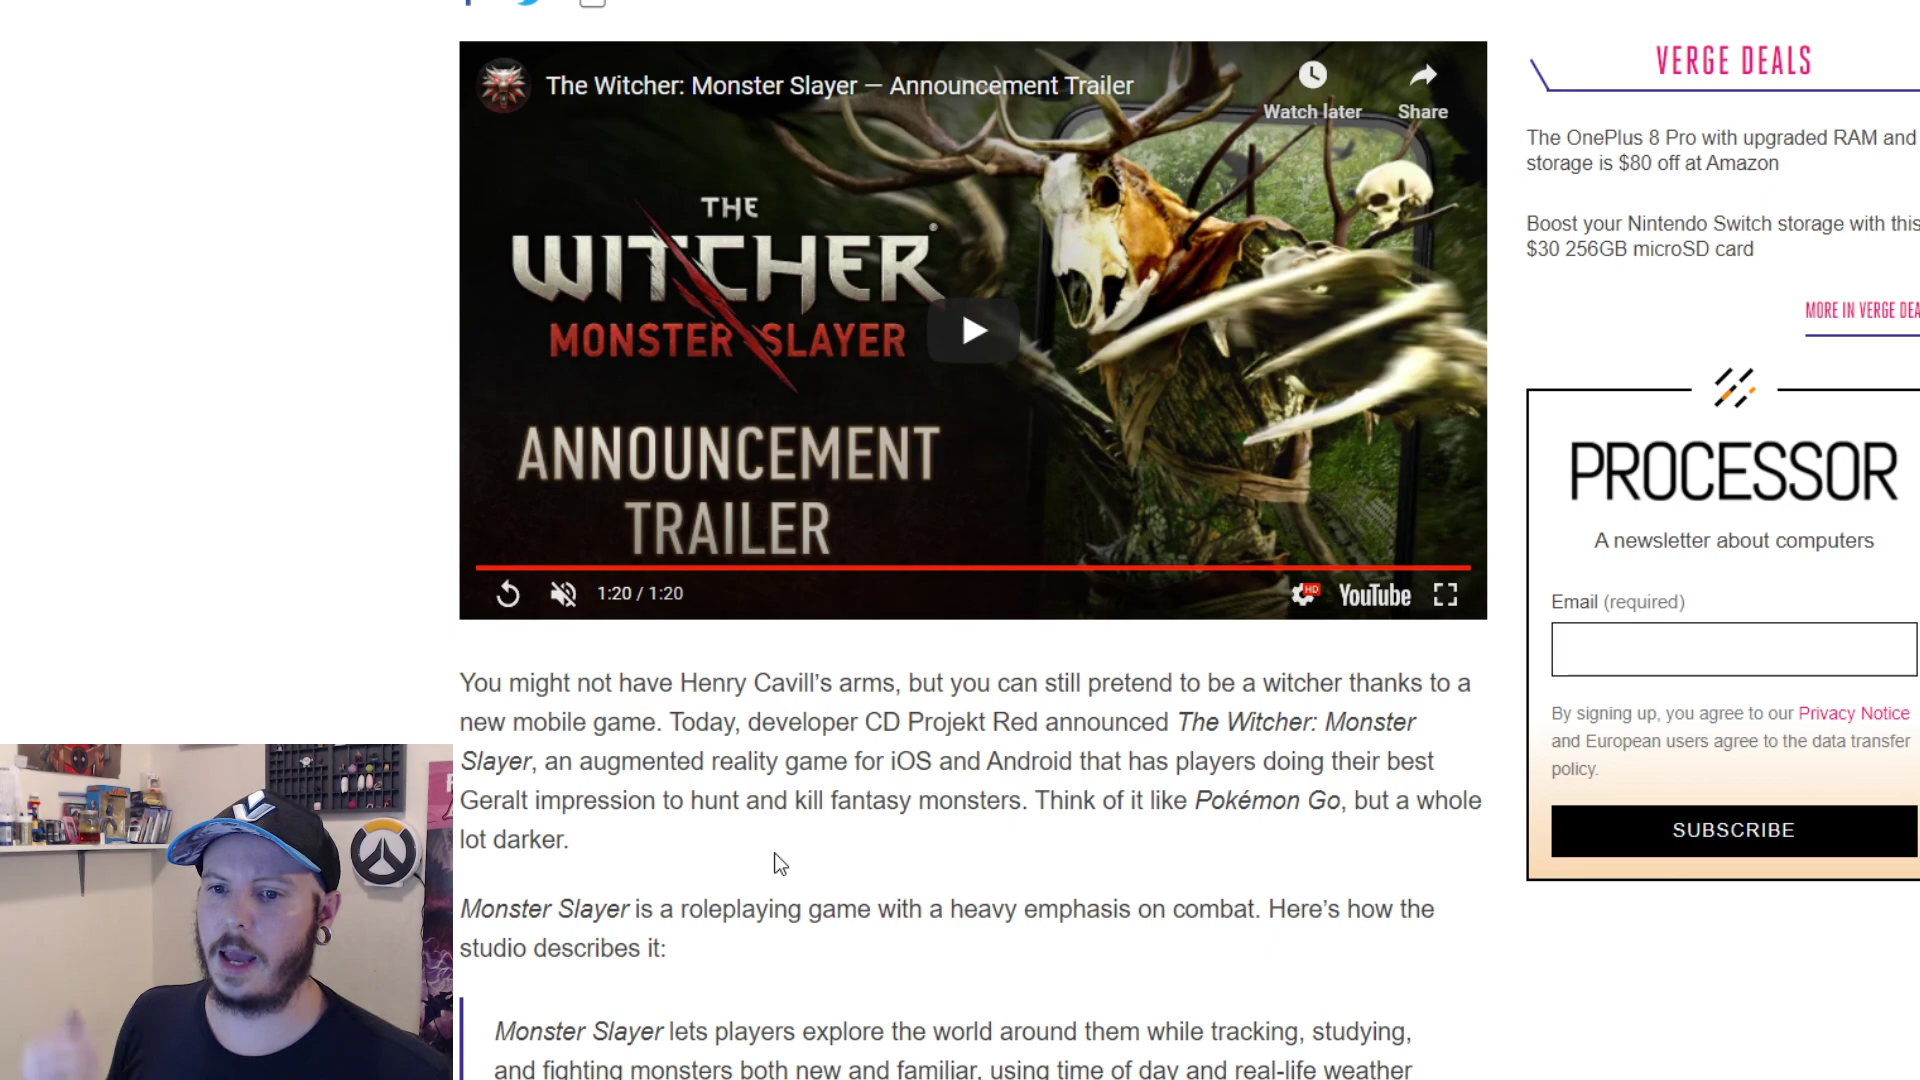 The Witcher: Monster Slayer — Announcement Trailer
Watch later
Share
THE
WITCHER®
MONSTER SLAYER
ANNOUNCEMENT
TRAILER
1:20 / 1:20
HD
YouTube
You might not have Henry Cavill’s arms, but you can still pretend to be a witcher thanks to a
new mobile game. Today, developer CD Projekt Red announced The Witcher: Monster
Slayer, an augmented reality game for iOS and Android that has players doing their best
Geralt impression to hunt and kill fantasy monsters. Think of it like Pokémon Go, but a whole
lot darker.
Monster Slayer is a roleplaying game with a heavy emphasis on combat. Here’s how the
studio describes it:
Monster Slayer lets players explore the world around them while tracking, studying,
and fighting monsters both new and familiar, using time of day and real-life weather
VERGE DEALS
The OnePlus 8 Pro with upgraded RAM and
storage is $80 off at Amazon
Boost your Nintendo Switch storage with this
$30 256GB microSD card
MORE IN VERGE DEA
PROCESSOR
A newsletter about computers
Email (required)
By signing up, you agree to our Privacy Notice
and European users agree to the data transfer
policy.
SUBSCRIBE